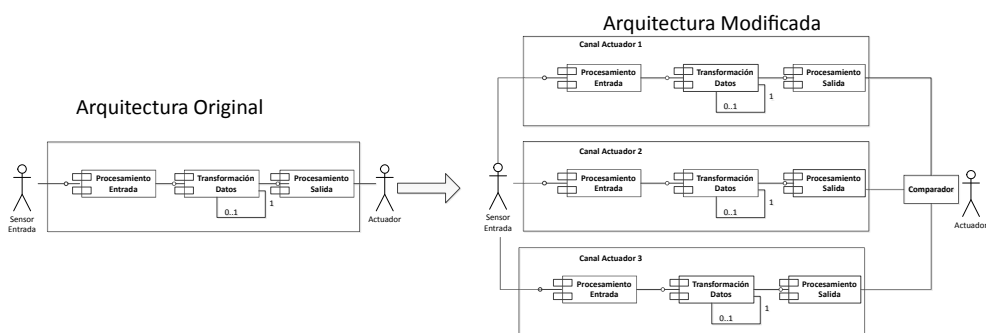 Arquitectura Original
Procesamiento
Entrada
Transformación
Datos
Procesamiento
Salida
0..1
1
Sensor
Entrada
Actuador
Arquitectura Modificada
Canal Actuador 1
Procesamiento
Entrada
Transformación
Datos
Procesamiento
Salida
0..1
1
Canal Actuador 2
Procesamiento
Entrada
Transformación
Datos
Procesamiento
Salida
0..1
1
Sensor
Entrada
Comparador
Actuador
Canal Actuador 3
Procesamiento
Entrada
Transformación
Datos
Procesamiento
Salida
0..1
1